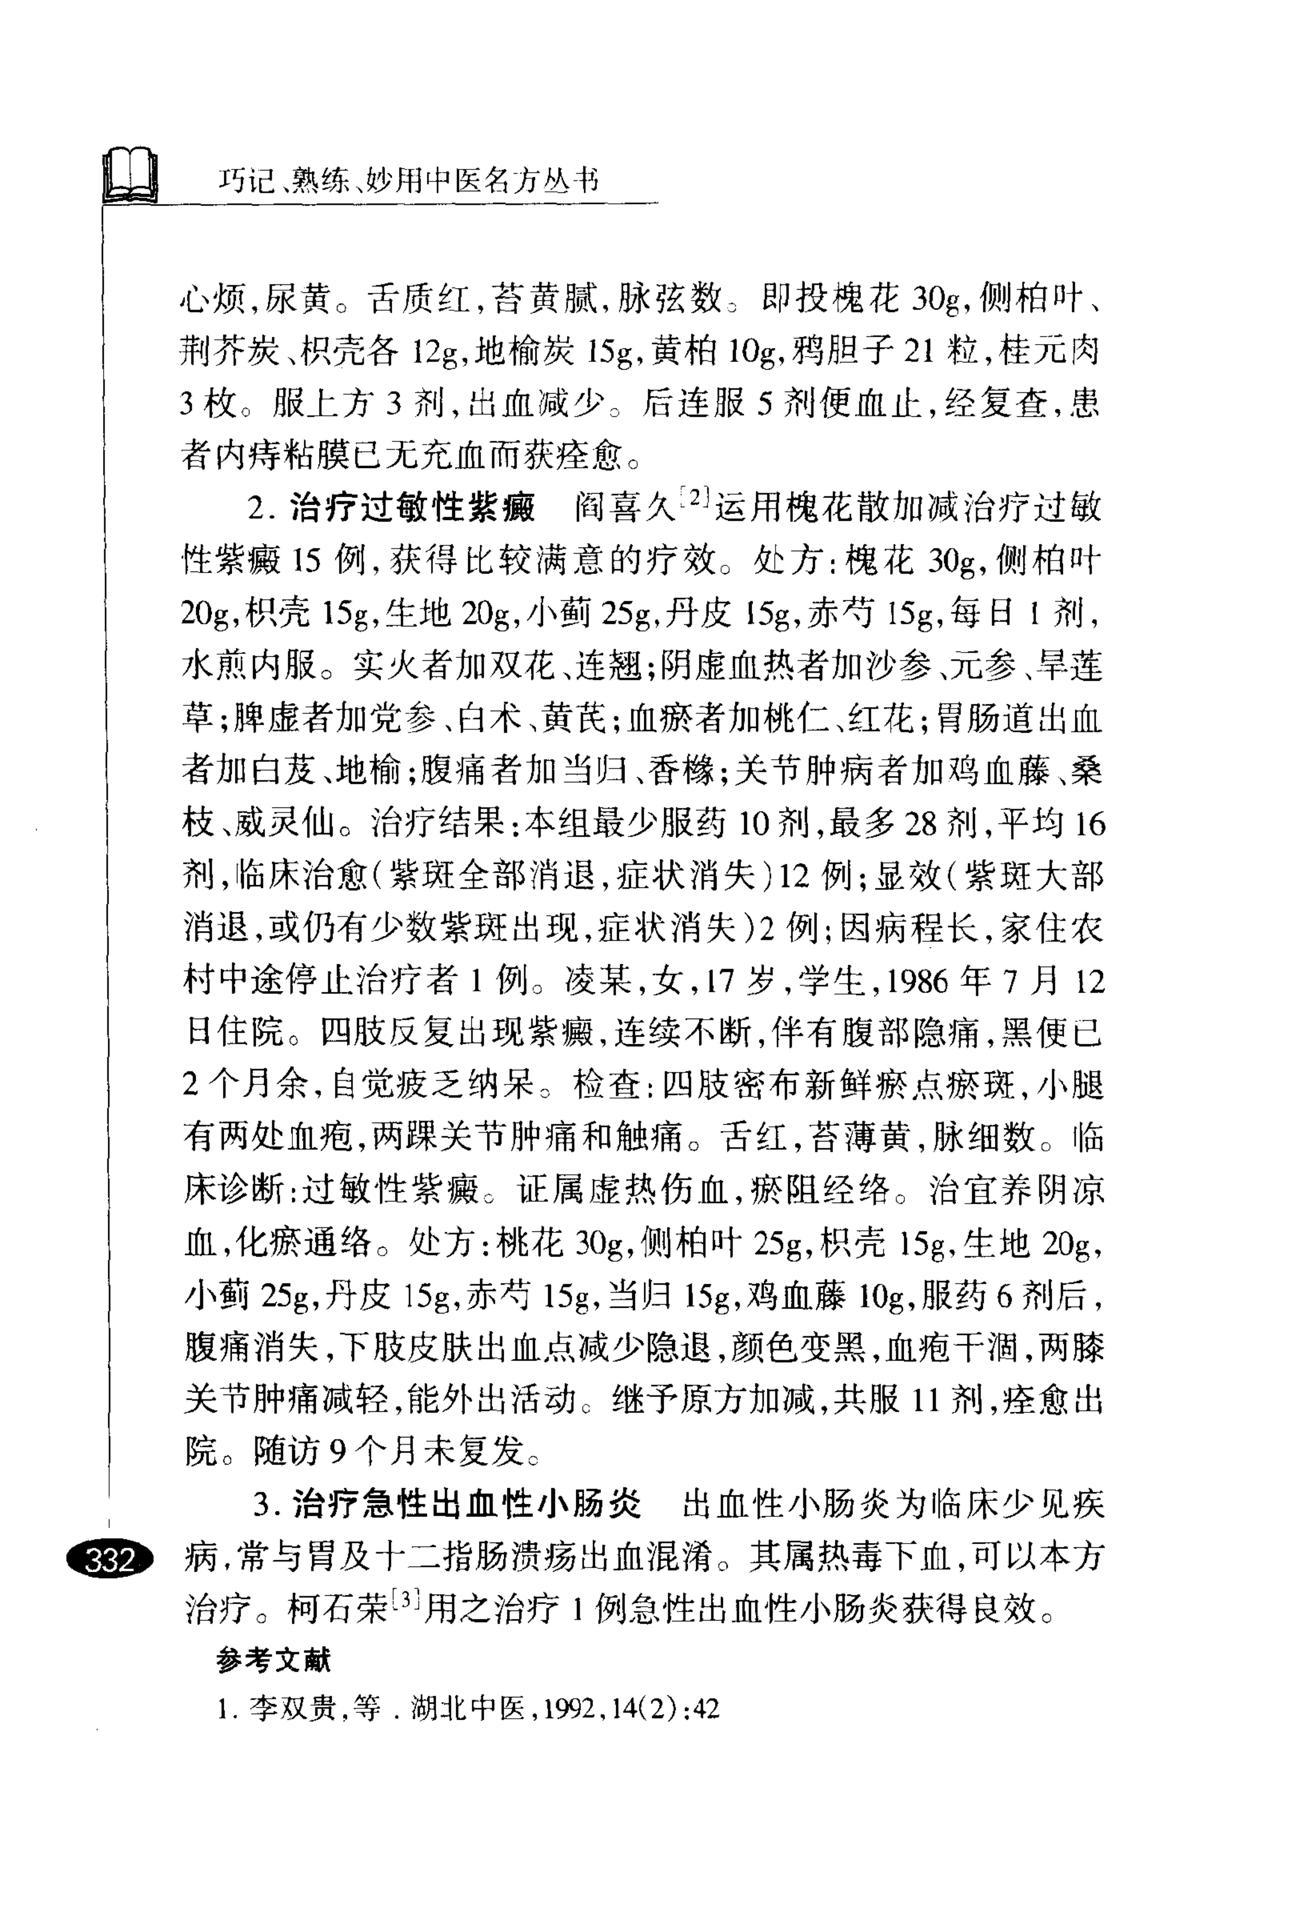 巧记、熟练、妙用中医名方丛书
心烦,尿黄。舌质红,苔黄腻,脉弦数。即投槐花 30g,侧柏叶、
荆芥炭、枳壳各 12g,地榆炭 15g,黄柏 10g,鸦胆子 21 粒,桂元肉
3 枚。服上方 3 剂,出血减少。后连服 5 剂便血止,经复查,患
者内痔粘膜已无充血而获痊愈。
2. 治疗过敏性紫癜 阎喜久[2]运用槐花散加减治疗过敏
性紫癜 15 例,获得比较满意的疗效。处方:槐花 30g,侧柏叶
20g,枳壳 15g,生地 20g,小蓟 25g,丹皮 15g,赤芍 15g,每日 1 剂,
水煎内服。实火者加双花、连翘;阴虚血热者加沙参、元参、旱莲
草;脾虚者加党参、白术、黄芪;血瘀者加桃仁、红花;胃肠道出血
者加白芨、地榆;腹痛者加当归、香橼;关节肿病者加鸡血藤、桑
枝、威灵仙。治疗结果:本组最少服药 10 剂,最多 28 剂,平均 16
剂,临床治愈(紫斑全部消退,症状消失)12 例;显效(紫斑大部
消退,或仍有少数紫斑出现,症状消失)2 例;因病程长,家住农
村中途停止治疗者 1 例。凌某,女,17 岁,学生,1986 年 7 月 12
日住院。四肢反复出现紫癜,连续不断,伴有腹部隐痛,黑便已
2 个月余,自觉疲乏纳呆。检查:四肢密布新鲜瘀点瘀斑,小腿
有两处血疱,两踝关节肿痛和触痛。舌红,苔薄黄,脉细数。临
床诊断:过敏性紫癜。证属虚热伤血,瘀阻经络。治宜养阴凉
血,化瘀通络。处方:桃花 30g,侧柏叶 25g,枳壳 15g,生地 20g,
小蓟 25g,丹皮 15g,赤芍 15g,当归 15g,鸡血藤 10g,服药 6 剂后,
腹痛消失,下肢皮肤出血点减少隐退,颜色变黑,血疱干涸,两膝
关节肿痛减轻,能外出活动。继予原方加减,共服 11 剂,痊愈出
院。随访 9 个月未复发。
3. 治疗急性出血性小肠炎 出血性小肠炎为临床少见疾
病,常与胃及十二指肠溃疡出血混淆。其属热毒下血,可以本方
治疗。柯石荣[3]用之治疗 1 例急性出血性小肠炎获得良效。
332
参考文献
1. 李双贵,等 . 湖北中医,1992,14(2):42